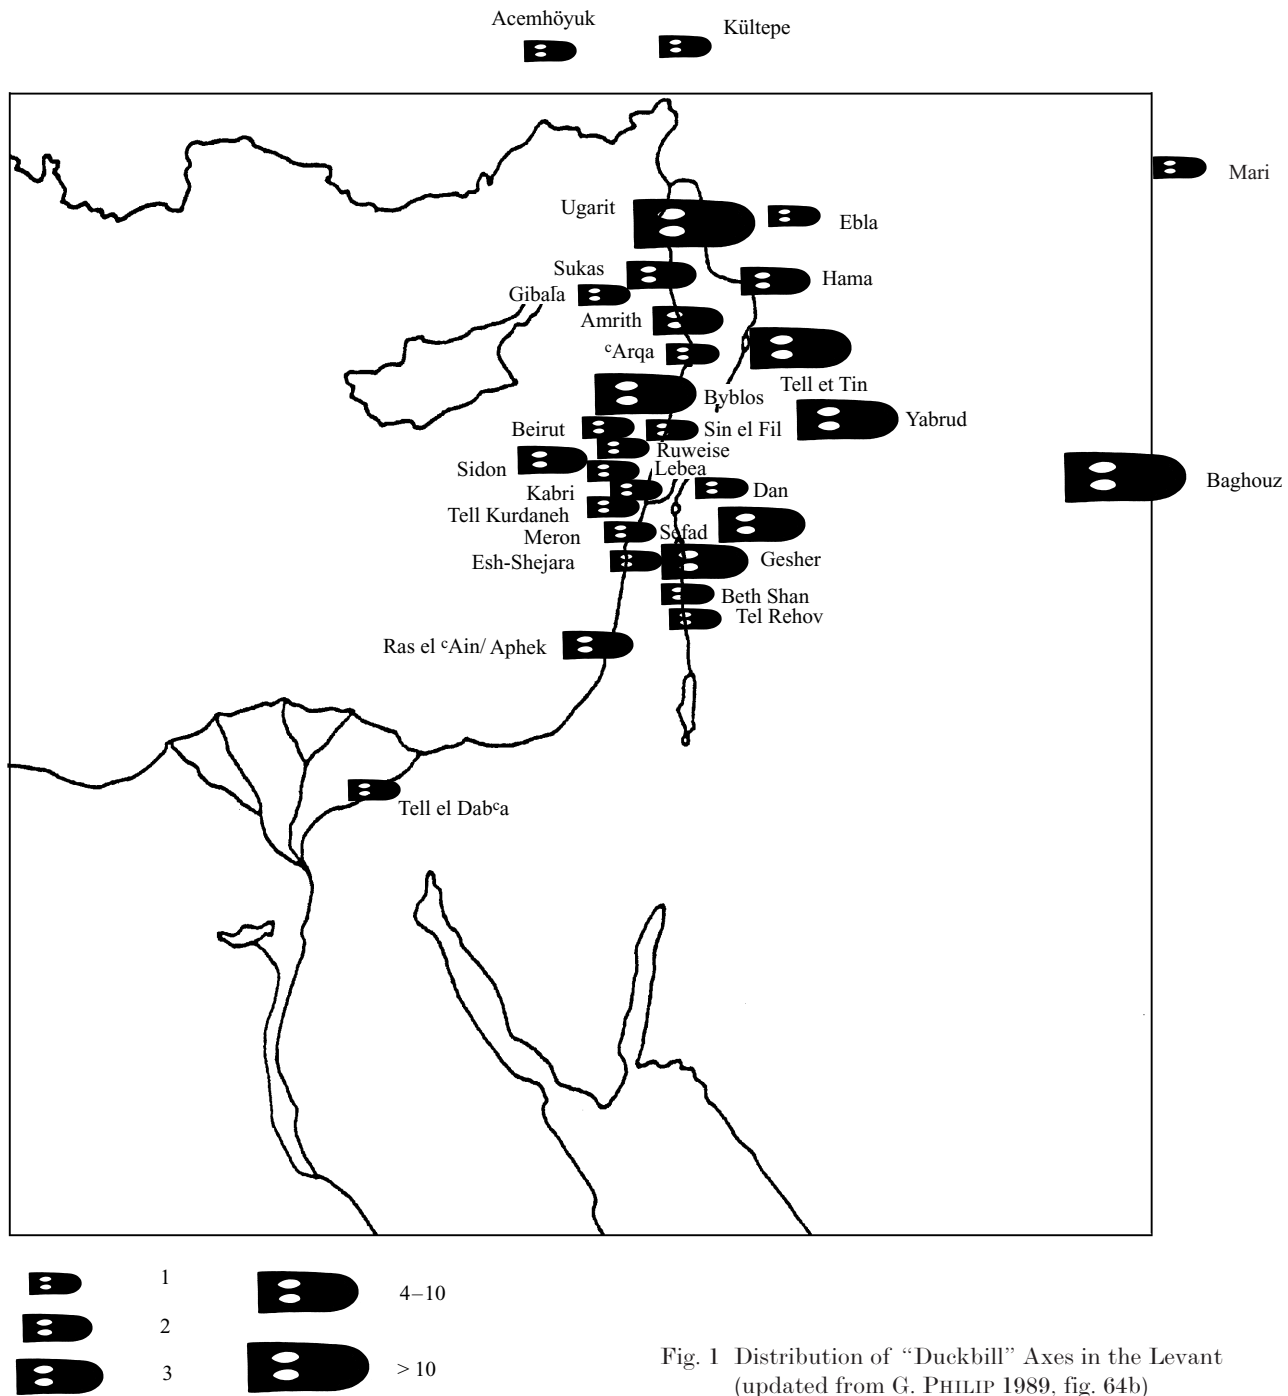 Acemhöyuk
Kültepe
Mari
Ugarit
Ebla
Sukas
Hama
Gibala
Amrith
ᶜArqa
Tell et Tin
Byblos
Yabrud
Beirut
Sin el Fil
Ruweise
Sidon
Lebea
Baghouz
Kabri
Dan
Tell Kurdaneh
Meron
Sefad
Esh-Shejara
Gesher
Beth Shan
Tel Rehov
Ras el ᶜAin/ Aphek
Tell el Dabᶜa
1
4–10
2
3
> 10
Fig. 1 Distribution of “Duckbill” Axes in the Levant
(updated from G. PHILIP 1989, fig. 64b)